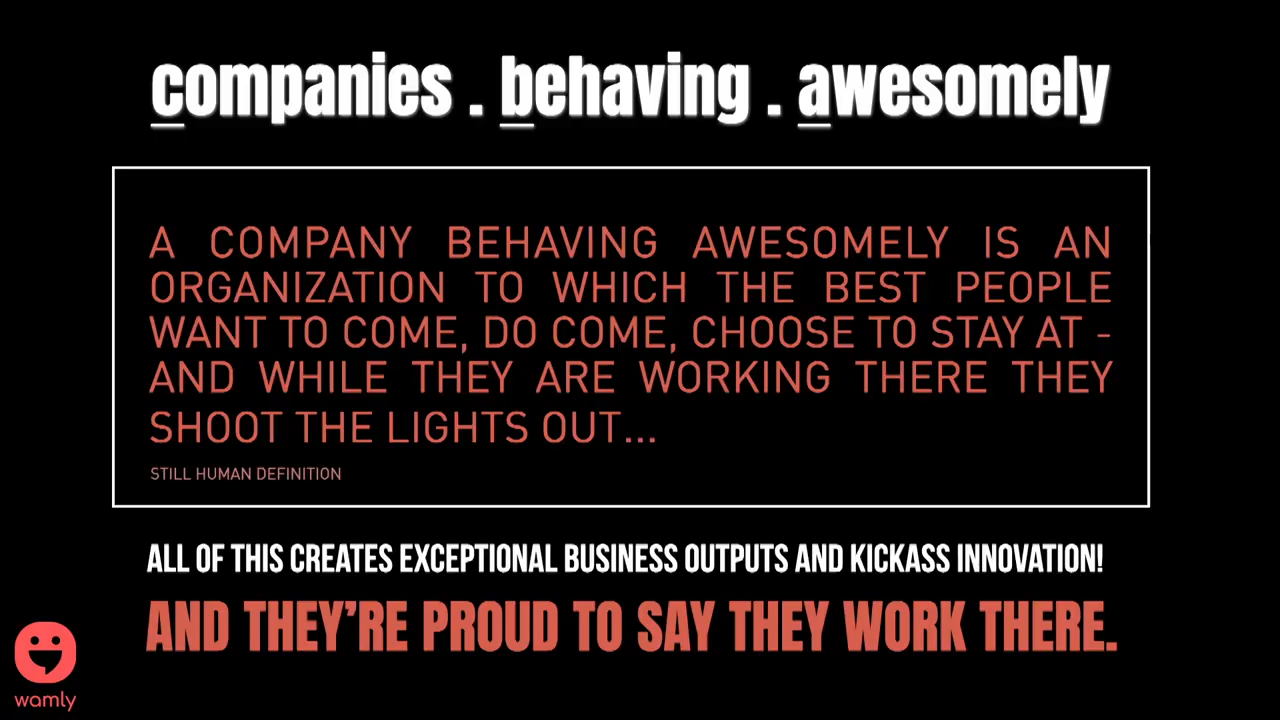 companies . behaving . awesomely
A COMPANY BEHAVING AWESOMELY IS AN
ORGANIZATION TO WHICH THE BEST PEOPLE
WANT TO COME, DO COME, CHOOSE TO STAY AT -
AND WHILE THEY ARE WORKING THERE THEY
SHOOT THE LIGHTS OUT...
STILL HUMAN DEFINITION
ALL OF THIS CREATES EXCEPTIONAL BUSINESS OUTPUTS AND KICKASS INNOVATION!
AND THEY'RE PROUD TO SAY THEY WORK THERE.
wamly